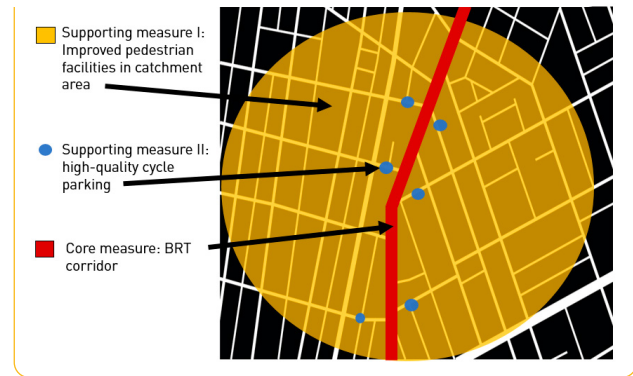 Supporting measure I:
Improved pedestrian
facilities in catchment
area
Supporting measure II:
high-quality cycle
parking
Core measure: BRT
corridor